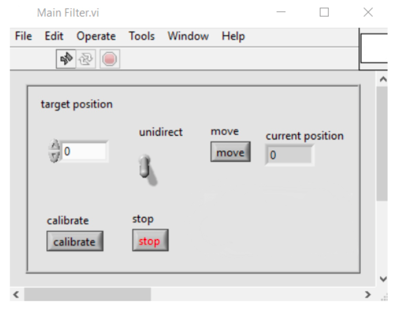 Main Filter.vi
File Edit Operate Tools Window Help
target position
unidirect
move
current position
0
move
0
calibrate
stop
calibrate
stop